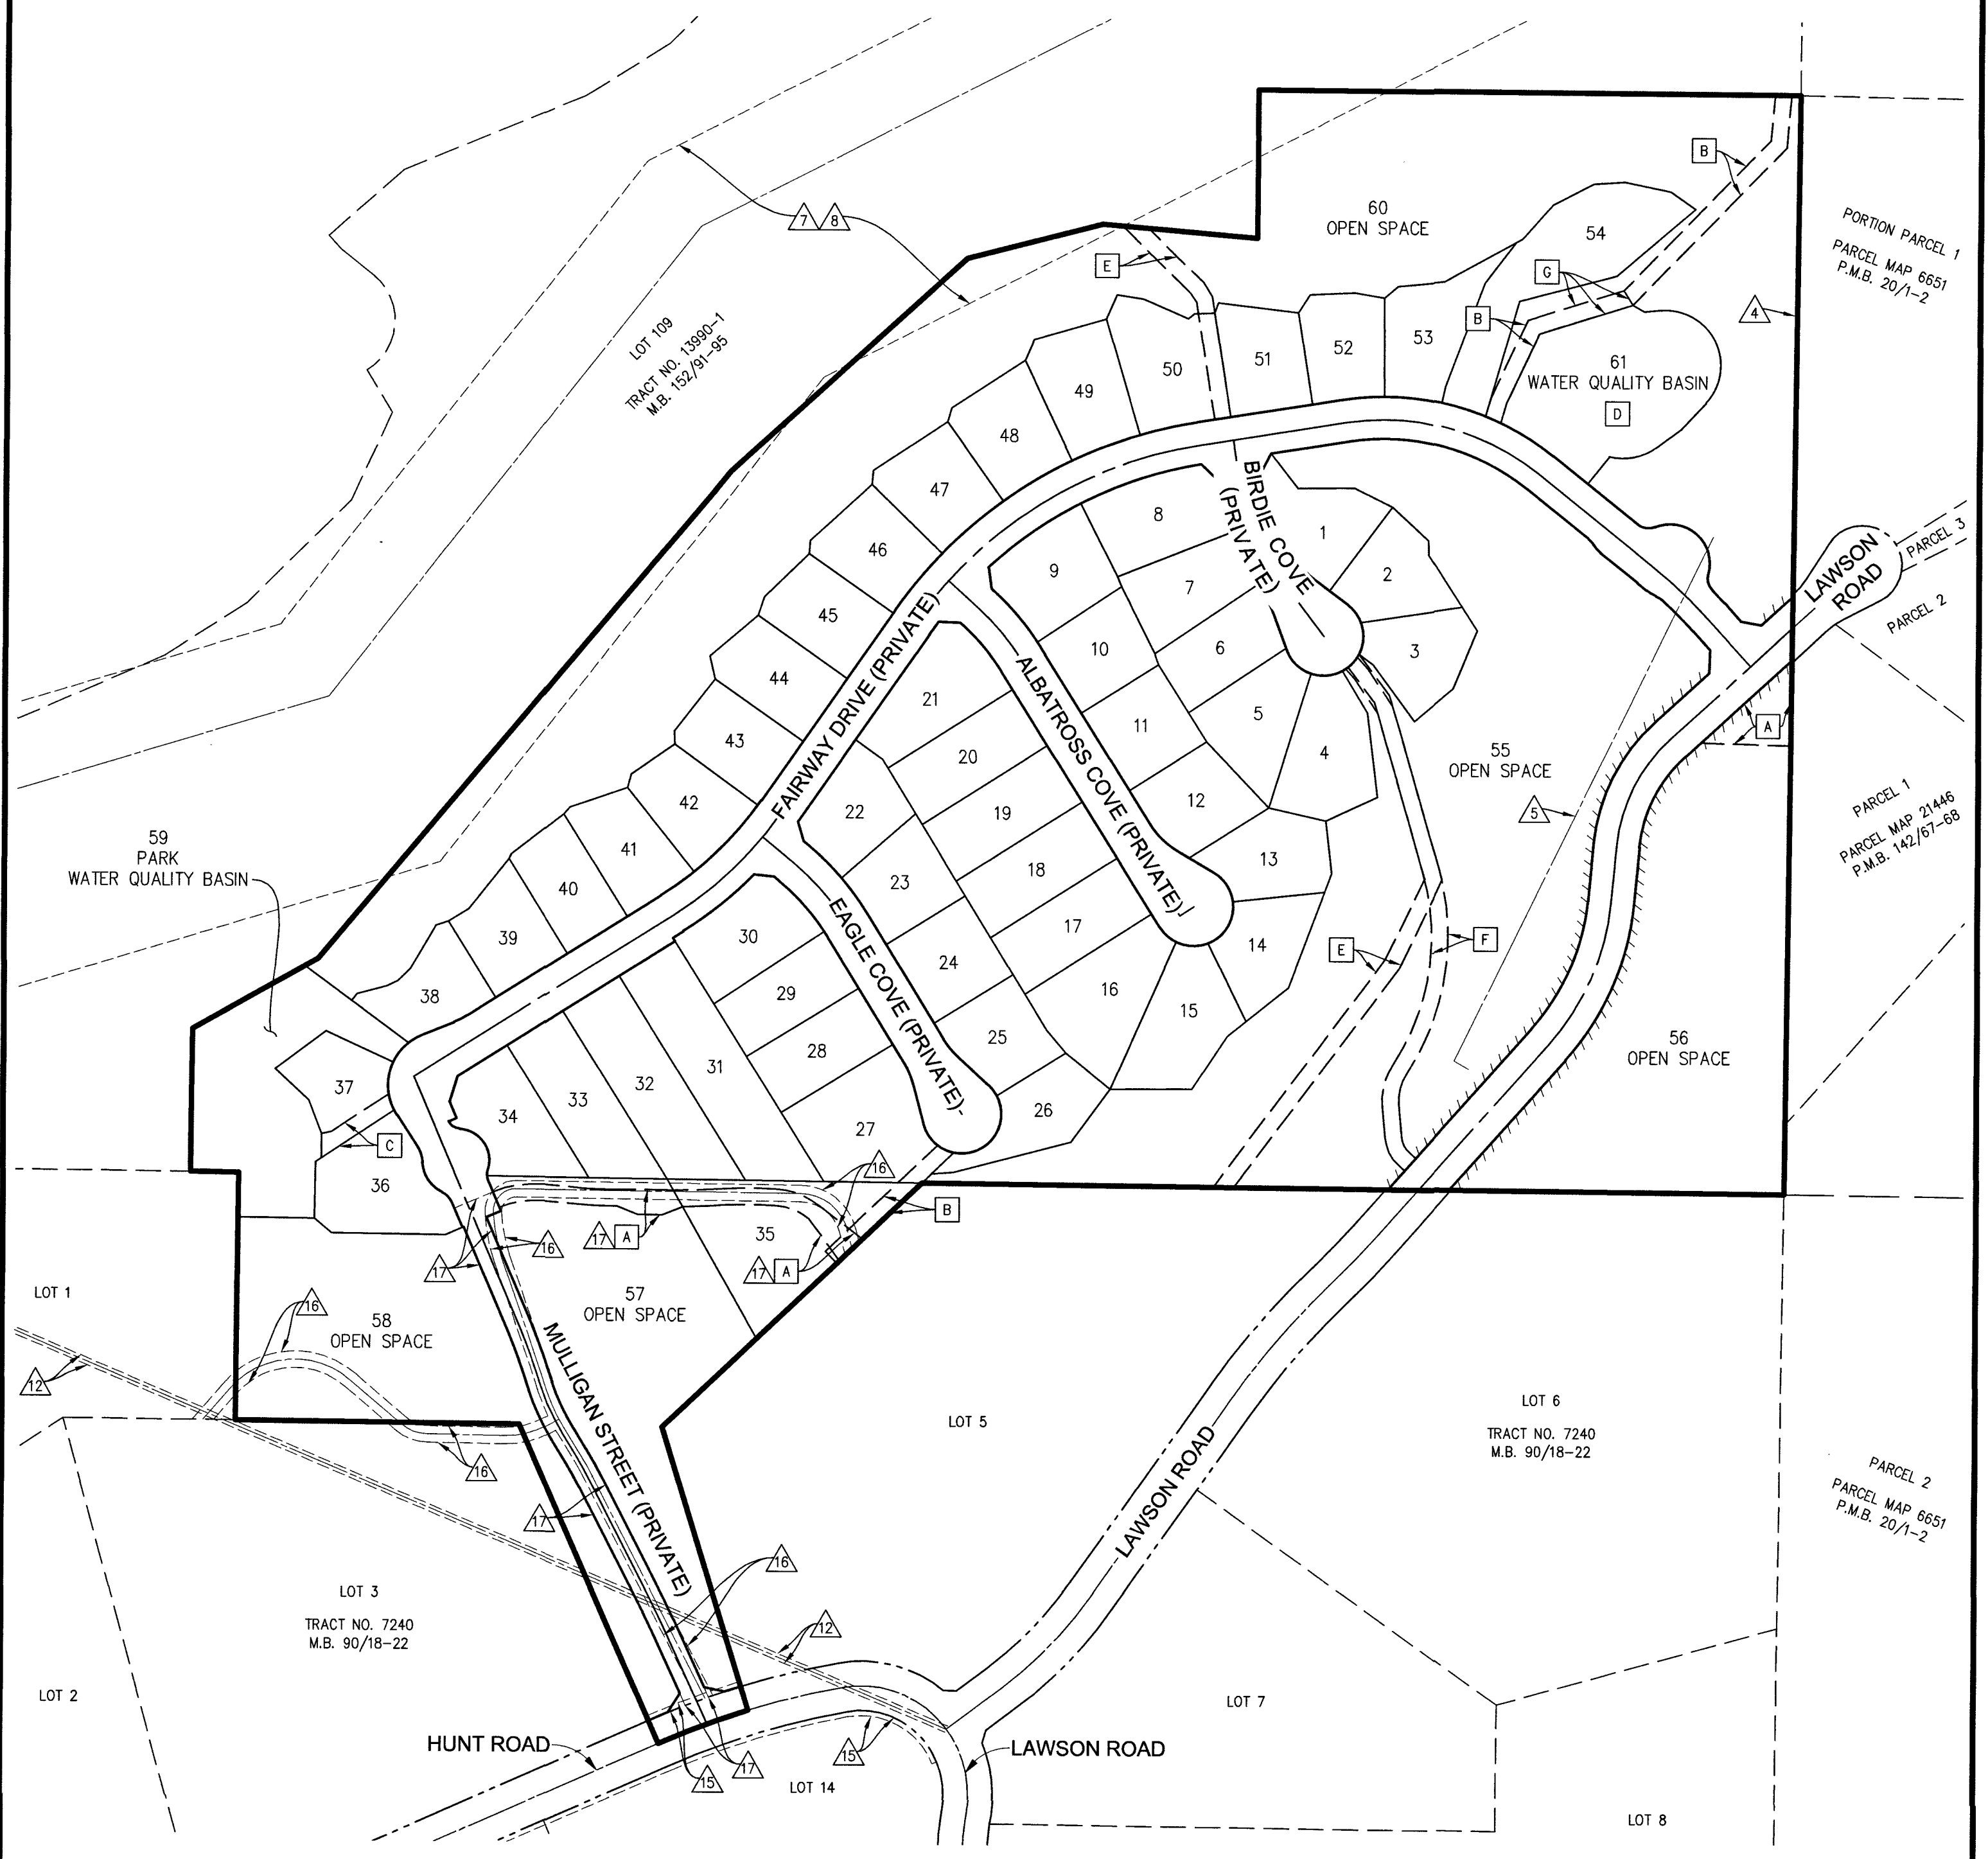 B
7
8
60
OPEN SPACE
54
PORTION PARCEL 1
PARCEL MAP 6651
P.M.B. 20/1-2
E
G
4
B
LOT 109
TRACT NO. 13990-1
M.B. 152/91-95
53
52
51
50
49
61
WATER QUALITY BASIN
D
48
47
46
45
44
43
42
41
40
39
38
BIRDIE COVE
(PRIVATE)
8
1
9
7
2
LAWSON
ROAD
PARCEL 3
PARCEL 2
10
6
3
FAIRWAY DRIVE (PRIVATE)
ALBATROSS COVE (PRIVATE)
21
11
5
20
4
A
55
OPEN SPACE
22
19
12
5
PARCEL 1
PARCEL MAP 21446
P.M.B. 142/67-68
59
PARK
WATER QUALITY BASIN
23
18
13
EAGLE COVE (PRIVATE)
30
17
14
E
F
24
29
16
15
25
28
56
OPEN SPACE
31
32
33
37
34
26
27
C
16
36
B
35
17
A
16
17
17
A
LOT 1
57
OPEN SPACE
16
58
OPEN SPACE
12
MULLIGAN STREET (PRIVATE)
LOT 5
LOT 6
TRACT NO. 7240
M.B. 90/18-22
16
PARCEL 2
PARCEL MAP 6651
P.M.B. 20/1-2
17
LAWSON ROAD
16
LOT 3
TRACT NO. 7240
M.B. 90/18-22
12
LOT 2
LOT 7
HUNT ROAD
LAWSON ROAD
15
17
15
LOT 14
LOT 8